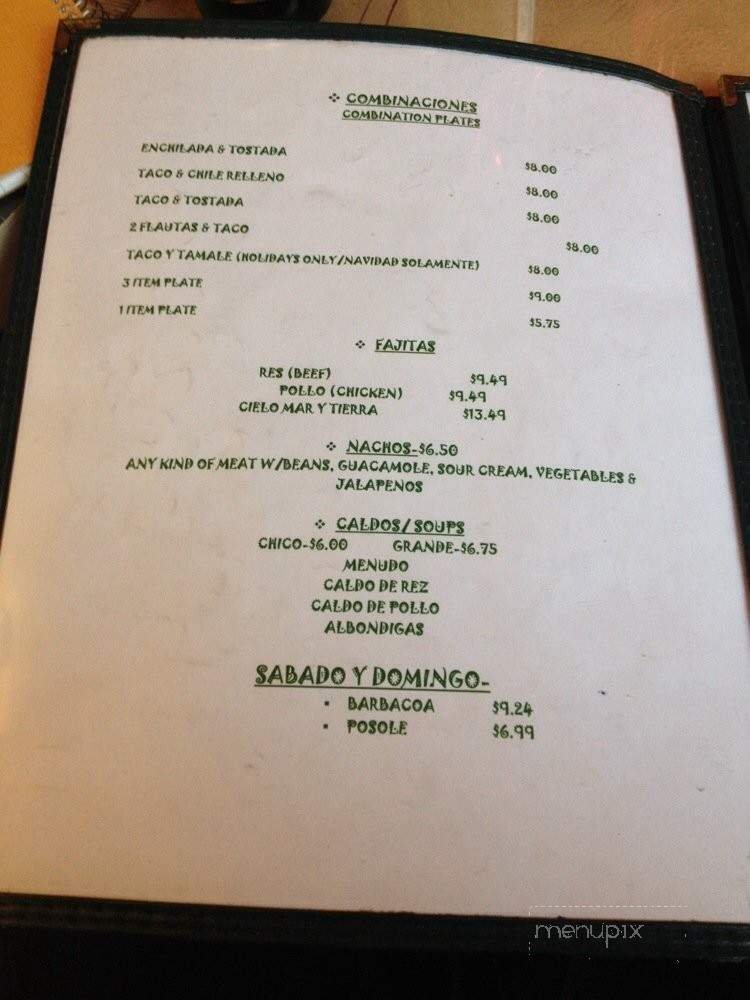 ❖ COMBINACIONES
COMBINATION PLATES
ENCHILADA & TOSTADA $8.00
TACO & CHILE RELLENO $8.00
TACO & TOSTADA $8.00
2 FLAUTAS & TACO $8.00
TACO Y TAMALE (HOLIDAYS ONLY/NAVIDAD SOLAMENTE) $8.00
3 ITEM PLATE $9.00
1 ITEM PLATE $5.75
❖ FAJITAS
RES (BEEF) $9.49
POLLO (CHICKEN) $9.49
CIELO MAR Y TIERRA $13.49
❖ NACHOS-$6.50
ANY KIND OF MEAT W/BEANS, GUACAMOLE, SOUR CREAM, VEGETABLES &
JALAPENOS
❖ CALDOS/ SOUPS
CHICO-$6.00 GRANDE-$6.75
MENUDO
CALDO DE REZ
CALDO DE POLLO
ALBONDIGAS
SABADO Y DOMINGO-
▪ BARBACOA $9.24
▪ POSOLE $6.99
menupix